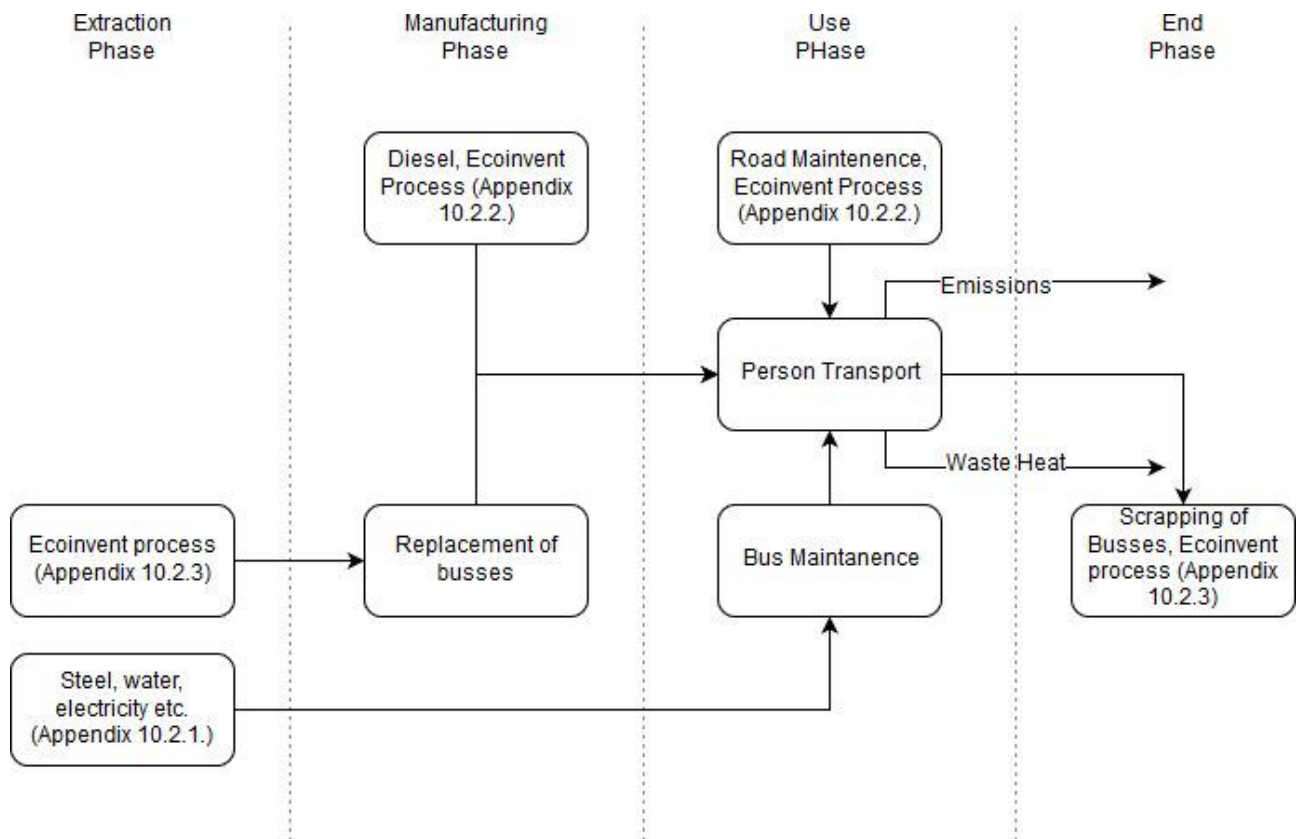 Extraction
Phase
Manufacturing
Phase
Use
PHase
End
Phase
Diesel, Ecoinvent
Process (Appendix
10.2.2.)
Road Maintenence,
Ecoinvent Process
(Appendix 10.2.2.)
Emissions
Person Transport
Waste Heat
Ecoinvent process
(Appendix 10.2.3)
Replacement of
busses
Bus Maintanence
Scrapping of
Busses, Ecoinvent
process (Appendix
10.2.3)
Steel, water,
electricity etc.
(Appendix 10.2.1.)